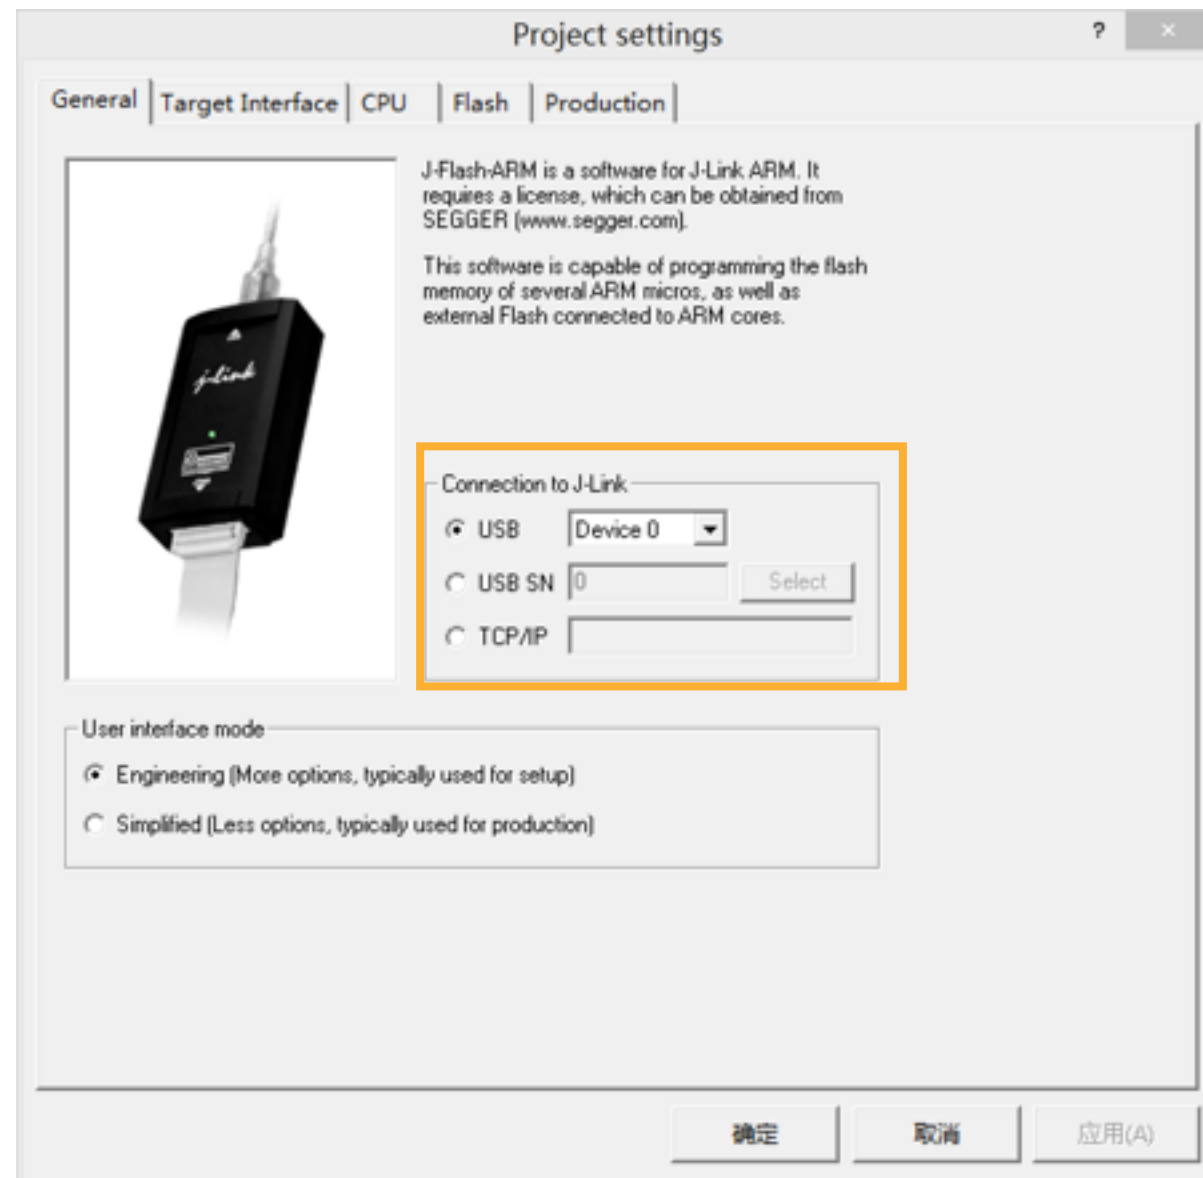 Project settings
?
General
Target Interface
CPU
Flash
Production
J-Flash-ARM is a software for J-Link ARM. It
requires a license, which can be obtained from
SEGGER (www.segger.com).
This software is capable of programming the flash
memory of several ARM micros, as well as
external Flash connected to ARM cores.
j-link
Connection to J-Link
USB Device 0
USB SN 0 Select
TCP/IP
User interface mode
Engineering (More options, typically used for setup)
Simplified (Less options, typically used for production)
确定
取消
应用(A)